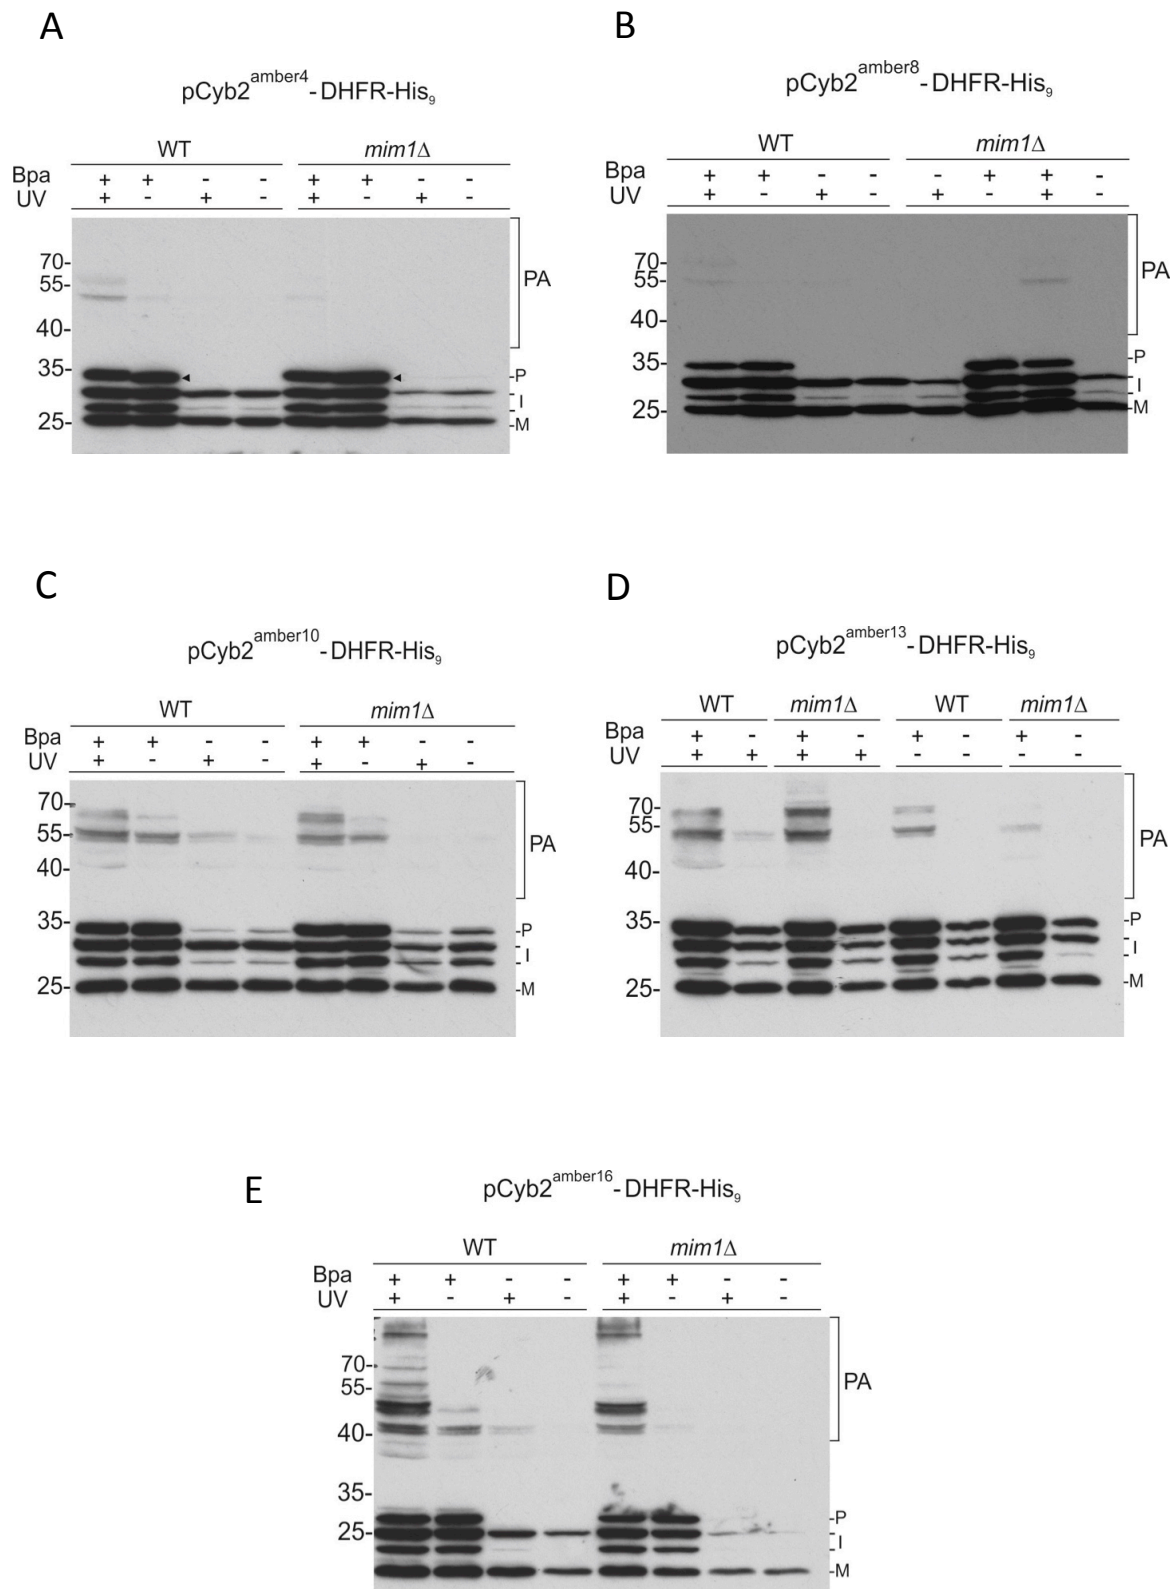 A
pCyb2amber4-DHFR-His9
WT mim1Δ
Bpa + + - - + + - -
UV + - + - + - + -
70-
55-
40-
35-
25-
PA
-P
I
-M
B
pCyb2amber8-DHFR-His9
WT mim1Δ
Bpa + + - - - + + -
UV + - + - + - + -
70-
55-
40-
35-
25-
PA
P
I
M
C
pCyb2amber10-DHFR-His9
WT mim1Δ
Bpa + + - - + + - -
UV + - + - + - + -
70-
55-
40-
35-
25-
PA
-P
I
-M
D
pCyb2amber13-DHFR-His9
WT mim1Δ WT mim1Δ
Bpa + - + - + - + -
UV + + + + - - - -
70-
55-
40-
35-
25-
PA
-P
I
-M
E
pCyb2amber16-DHFR-His9
WT mim1Δ
Bpa + + - - + + - -
UV + - + - + - + -
70-
55-
40-
35-
25-
PA
-P
I
-M